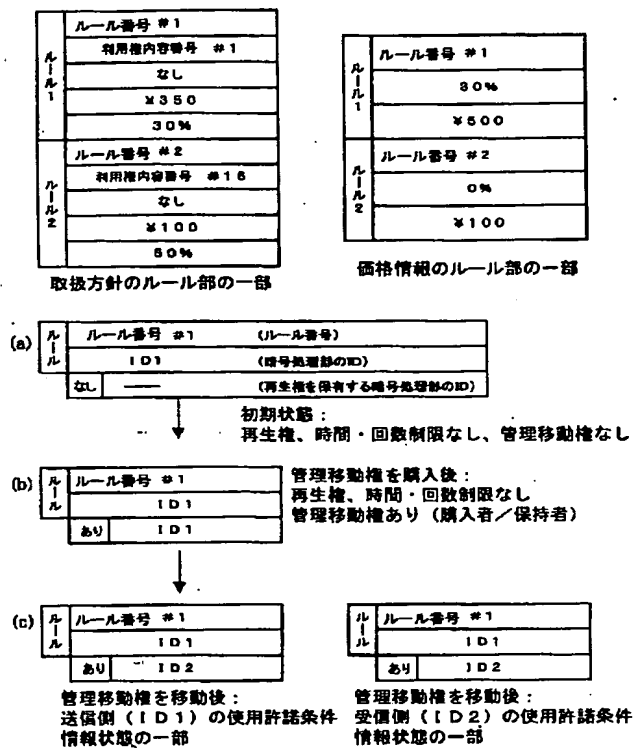 ルール1
ルール番号 #1
利用権内容番号 #1
なし
¥350
30%
ルール2
ルール番号 #2
利用権内容番号 #16
なし
¥100
50%
取扱方針のルール部の一部
ルール1
ルール番号 #1
30%
¥500
ルール2
ルール番号 #2
0%
¥100
価格情報のルール部の一部
(a)
ルール
ルール番号 #1 (ルール番号)
ID1 (暗号処理部のID)
なし —— (再生権を保有する暗号処理部のID)
初期状態：
再生権、時間・回数制限なし、管理移動権なし
(b)
ルール
ルール番号 #1
ID1
あり ID1
管理移動権を購入後：
再生権、時間・回数制限なし
管理移動権あり（購入者／保持者）
(c)
ルール
ルール番号 #1
ID1
あり ID2
管理移動権を移動後：
送信側（ID1）の使用許諾条件
情報状態の一部
ルール
ルール番号 #1
ID1
あり ID2
管理移動権を移動後：
受信側（ID2）の使用許諾条件
情報状態の一部